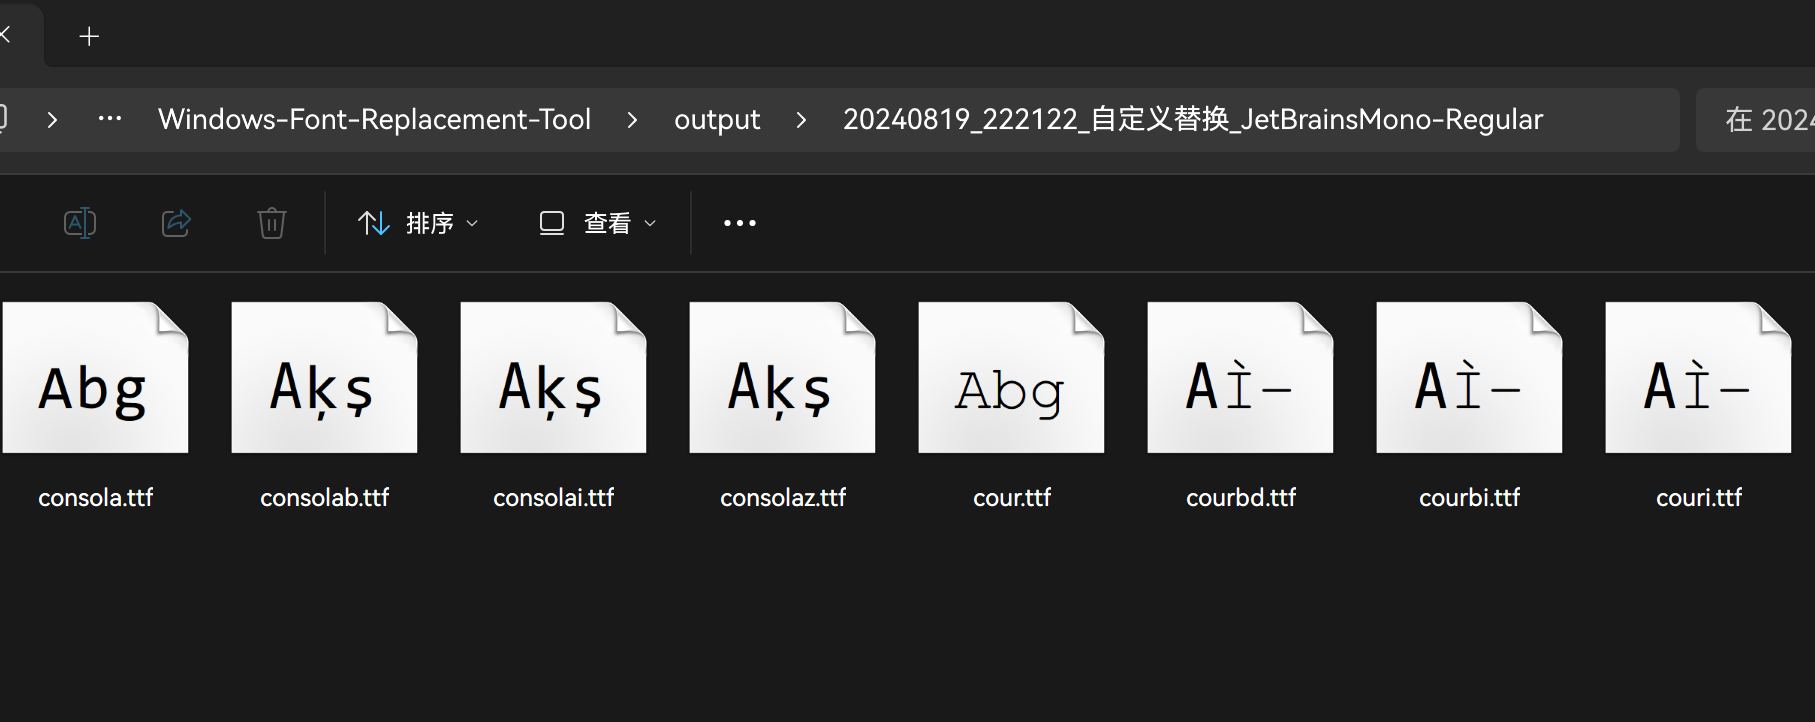 Windows-Font-Replacement-Tool > output > 20240819_222122_自定义替换_JetBrainsMono-Regular
在 2024
排序 查看
Abg Aķş Aķş Aķş Abg AÌ– AÌ– AÌ–
consola.ttf consolab.ttf consolai.ttf consolaz.ttf cour.ttf courbd.ttf courbi.ttf couri.ttf